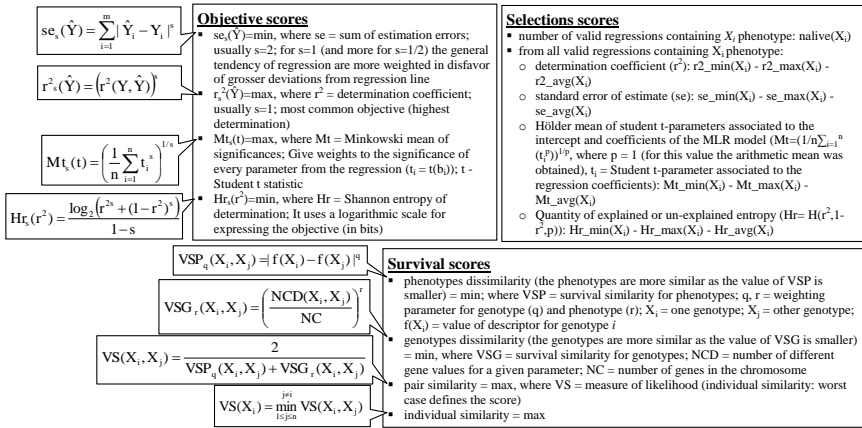 se_s(Ŷ) = ∑_{i=1}^{m} | Ŷ_i − Y_i |^s
r²_s(Ŷ) = (r²(Y, Ŷ))^s
Mt_s(t) = (1/n ∑_{i=1}^{n} t_i^s)^{1/s}
Hr_s(r²) = log₂(r^{2s} + (1−r²)^s) / (1−s)
Objective scores
▪ se_s(Ŷ)=min, where se = sum of estimation errors;
usually s=2; for s=1 (and more for s=1/2) the general
tendency of regression are more weighted in disfavor
of grosser deviations from regression line
▪ r_s²(Ŷ)=max, where r² = determination coefficient;
usually s=1; most common objective (highest
determination)
▪ Mt_s(t)=max, where Mt = Minkowski mean of
significances; Give weights to the significance of
every parameter from the regression (t_i = t(b_i)); t -
Student t statistic
▪ Hr_s(r²)=min, where Hr = Shannon entropy of
determination; It uses a logarithmic scale for
expressing the objective (in bits)
Selections scores
▪ number of valid regressions containing X_i phenotype: nalive(X_i)
▪ from all valid regressions containing X_i phenotype:
o determination coefficient (r²): r2_min(X_i) - r2_max(X_i) -
r2_avg(X_i)
o standard error of estimate (se): se_min(X_i) - se_max(X_i) -
se_avg(X_i)
o Hölder mean of student t-parameters associated to the
intercept and coefficients of the MLR model (Mt=(1/n∑_{i=1}^n
(t_i^p))^{1/p}, where p = 1 (for this value the arithmetic mean was
obtained), t_i = Student t-parameter associated to the
regression coefficients): Mt_min(X_i) - Mt_max(X_i) -
Mt_avg(X_i)
o Quantity of explained or un-explained entropy (Hr= H(r²,1-
r²,p)): Hr_min(X_i) - Hr_max(X_i) - Hr_avg(X_i)
VSP_q(X_i, X_j) =| f(X_i) − f(X_j) |^q
VSG_r(X_i, X_j) = (NCD(X_i, X_j) / NC)^r
VS(X_i, X_j) = 2 / (VSP_q(X_i, X_j) + VSG_r(X_i, X_j))
VS(X_i) = min_{1≤j≤n}^{j≠i} VS(X_i, X_j)
Survival scores
▪ phenotypes dissimilarity (the phenotypes are more similar as the value of VSP is
smaller) = min; where VSP = survival similarity for phenotypes; q, r = weighting
parameter for genotype (q) and phenotype (r); X_i = one genotype; X_j = other genotype;
f(X_i) = value of descriptor for genotype i
▪ genotypes dissimilarity (the genotypes are more similar as the value of VSG is smaller)
= min, where VSG = survival similarity for genotypes; NCD = number of different
gene values for a given parameter; NC = number of genes in the chromosome
▪ pair similarity = max, where VS = measure of likelihood (individual similarity: worst
case defines the score)
▪ individual similarity = max